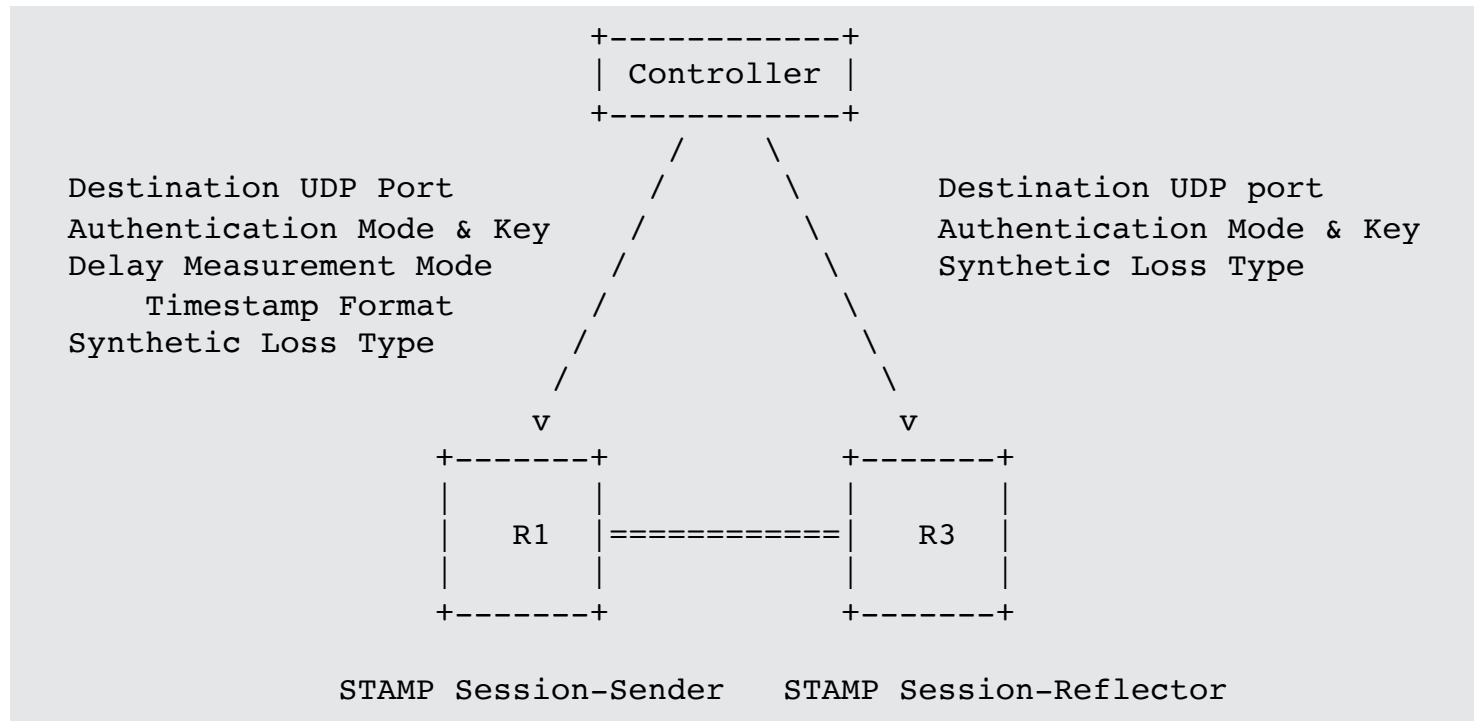 Controller
Destination UDP Port
Authentication Mode & Key
Delay Measurement Mode
Timestamp Format
Synthetic Loss Type
Destination UDP port
Authentication Mode & Key
Synthetic Loss Type
R1
R3
STAMP Session-Sender
STAMP Session-Reflector